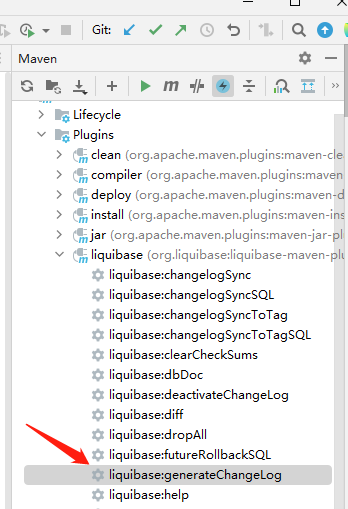 Git:
Maven
Lifecycle
Plugins
clean (org.apache.maven.plugins:maven-cle
compiler (org.apache.maven.plugins:maven-
deploy (org.apache.maven.plugins:maven-d
install (org.apache.maven.plugins:maven-ins
jar (org.apache.maven.plugins:maven-jar-pl
liquibase (org.liquibase:liquibase-maven-plu
liquibase:changelogSync
liquibase:changelogSyncSQL
liquibase:changelogSyncToTag
liquibase:changelogSyncToTagSQL
liquibase:clearCheckSums
liquibase:dbDoc
liquibase:deactivateChangeLog
liquibase:diff
liquibase:dropAll
liquibase:futureRollbackSQL
liquibase:generateChangeLog
liquibase:help